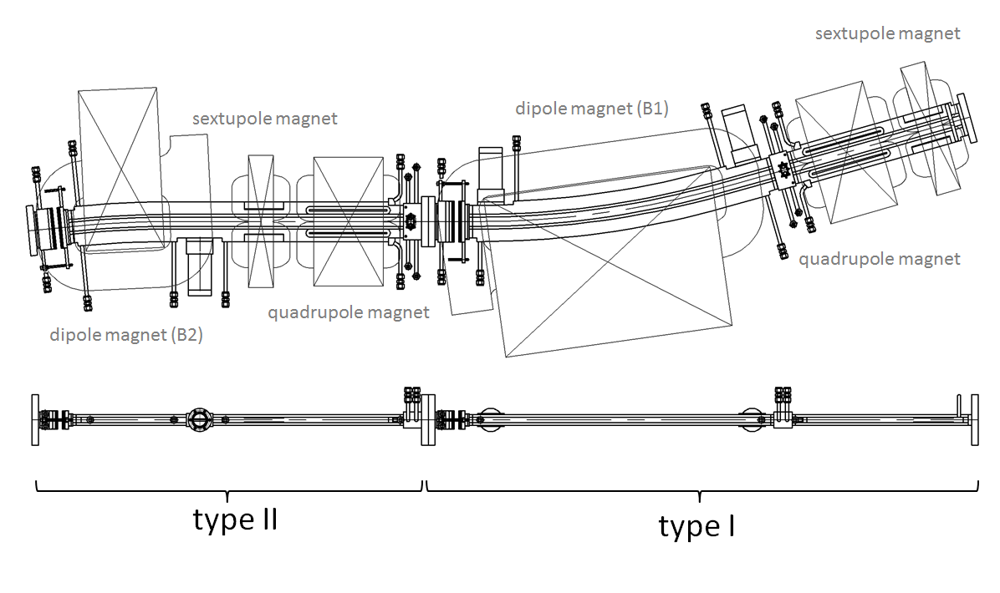 sextupole magnet
dipole magnet (B1)
sextupole magnet
quadrupole magnet
quadrupole magnet
dipole magnet (B2)
type II
type I